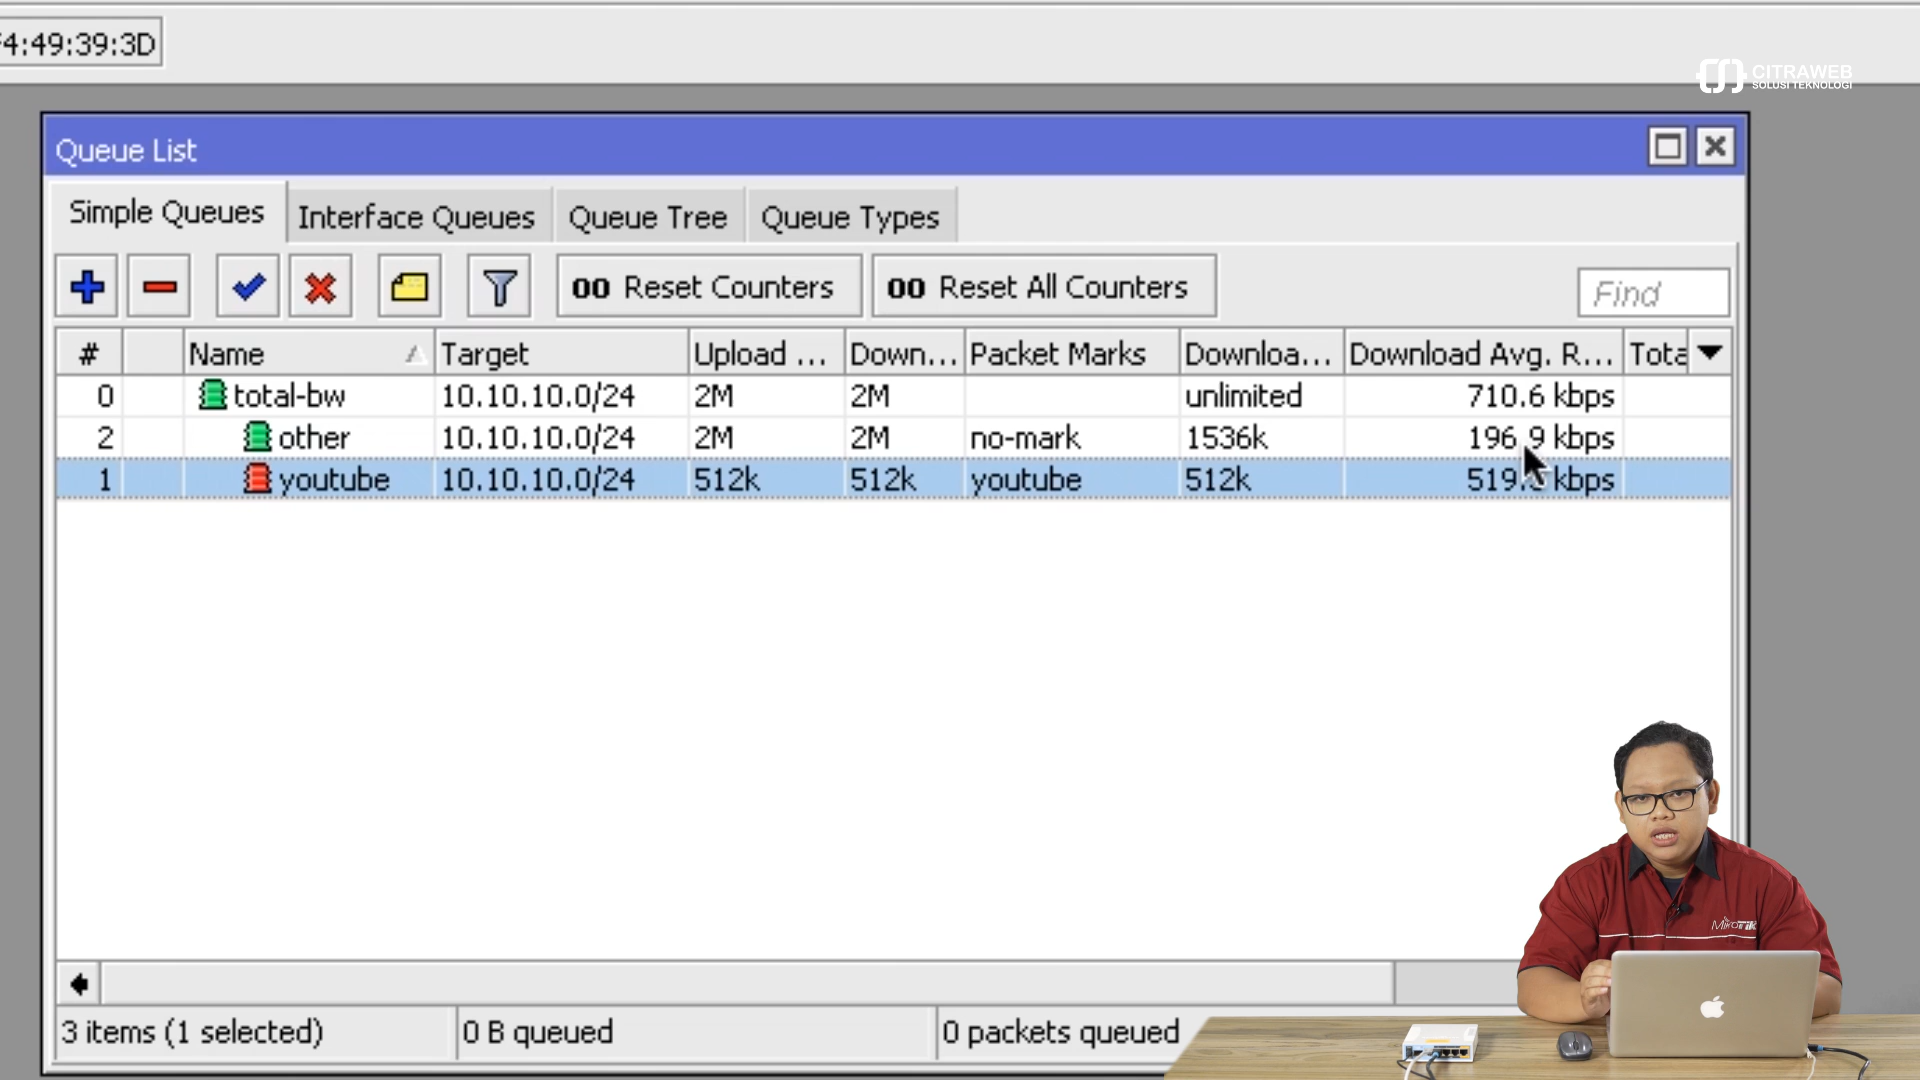 4:49:39:3D
CITRAWEB
SOLUSI TEKNOLOGI
Queue List
Simple Queues Interface Queues Queue Tree Queue Types
00 Reset Counters 00 Reset All Counters Find
# Name Target Upload ... Down... Packet Marks Downloa... Download Avg. R... Tota
0 total-bw 10.10.10.0/24 2M 2M unlimited 710.6 kbps
2 other 10.10.10.0/24 2M 2M no-mark 1536k 196.9 kbps
1 youtube 10.10.10.0/24 512k 512k youtube 512k 519. kbps
3 items (1 selected) 0 B queued 0 packets queued
MikroTik